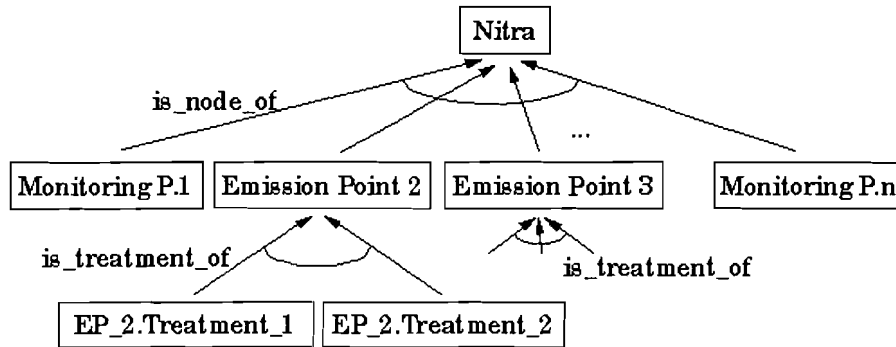 Nitra
is_node_of
...
Monitoring P.1
Emission Point 2
Emission Point 3
Monitoring P.n
is_treatment_of
is_treatment_of
EP_2.Treatment_1
EP_2.Treatment_2